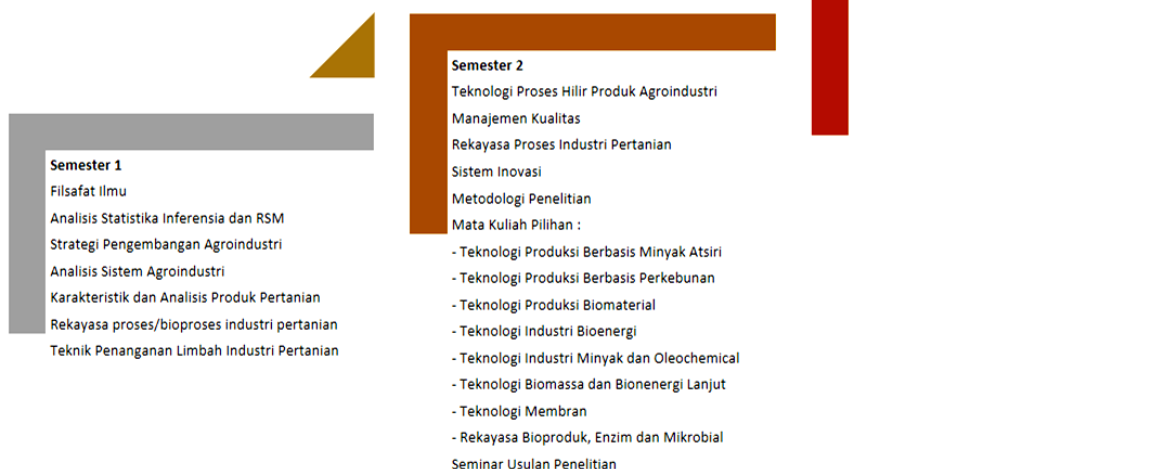 Semester 1
Filsafat Ilmu
Analisis Statistika Inferensia dan RSM
Strategi Pengembangan Agroindustri
Analisis Sistem Agroindustri
Karakteristik dan Analisis Produk Pertanian
Rekayasa proses/bioproses industri pertanian
Teknik Penanganan Limbah Industri Pertanian
Semester 2
Teknologi Proses Hilir Produk Agroindustri
Manajemen Kualitas
Rekayasa Proses Industri Pertanian
Sistem Inovasi
Metodologi Penelitian
Mata Kuliah Pilihan :
- Teknologi Produksi Berbasis Minyak Atsiri
- Teknologi Produksi Berbasis Perkebunan
- Teknologi Produksi Biomaterial
- Teknologi Industri Bioenergi
- Teknologi Industri Minyak dan Oleochemical
- Teknologi Biomassa dan Bionenergi Lanjut
- Teknologi Membran
- Rekayasa Bioproduk, Enzim dan Mikrobial
Seminar Usulan Penelitian